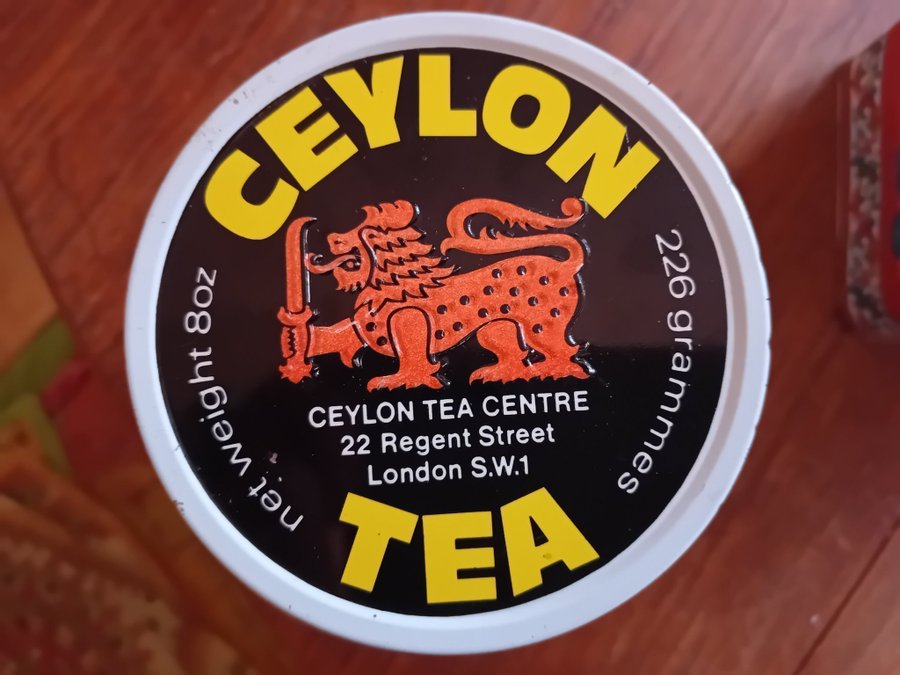 CEYLON
net weight 8oz
226 grammes
CEYLON TEA CENTRE
22 Regent Street
London S.W.1
TEA